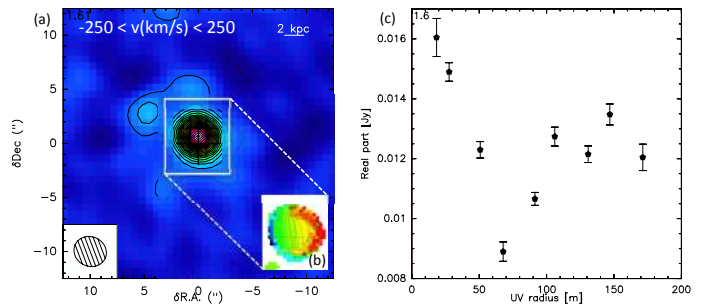 (a)
1.61
-250 < v(km/s) < 250
2 kpc
10
5
0
−5
−10
δDec (")
10
5
0
−5
−10
δR.A. (")
(b)
(c)
1.6
0.016
0.014
0.012
0.01
0.008
Real part [Jy]
0
50
100
150
200
UV radius [m]